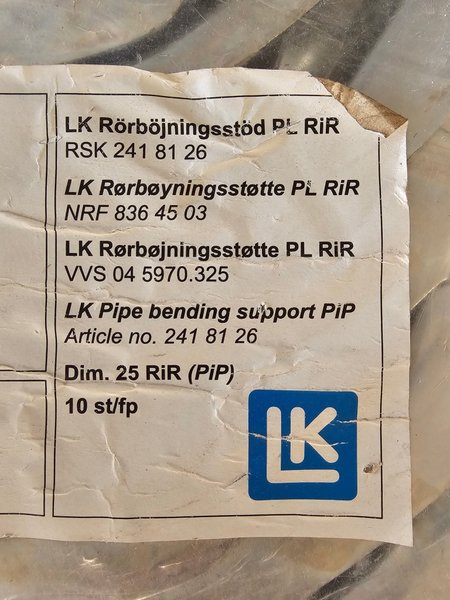 LK Rörböjningsstöd PL RiR
RSK 241 81 26
LK Rørbøyningsstøtte PL RiR
NRF 836 45 03
LK Rørbøjningsstøtte PL RiR
VVS 04 5970.325
LK Pipe bending support PiP
Article no. 241 81 26
Dim. 25 RiR (PiP)
10 st/fp
LK